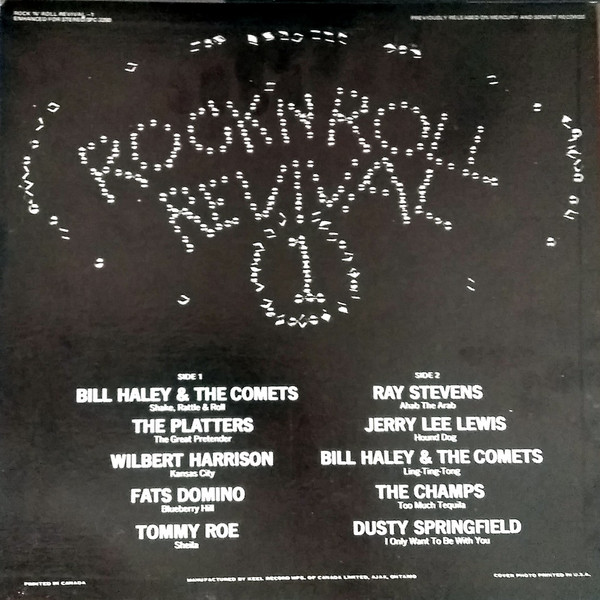 ROCK 'N' ROLL REVIVAL -1
ENHANCED FOR STEREO
PREVIOUSLY RELEASED ON MERCURY AND SONNET RECORDS
ROCK N ROLL
REVIVAL
1
SIDE 1
BILL HALEY & THE COMETS
Shake, Rattle & Roll
THE PLATTERS
The Great Pretender
WILBERT HARRISON
Kansas City
FATS DOMINO
Blueberry Hill
TOMMY ROE
Sheila
SIDE 2
RAY STEVENS
Ahab The Arab
JERRY LEE LEWIS
Hound Dog
BILL HALEY & THE COMETS
Ling-Ting-Tong
THE CHAMPS
Too Much Tequila
DUSTY SPRINGFIELD
I Only Want To Be With You
PRINTED IN CANADA
MANUFACTURED BY KEEL RECORD MFG. OF CANADA LIMITED, AJAX, ONTARIO
COVER PHOTO PRINTED IN U.S.A.